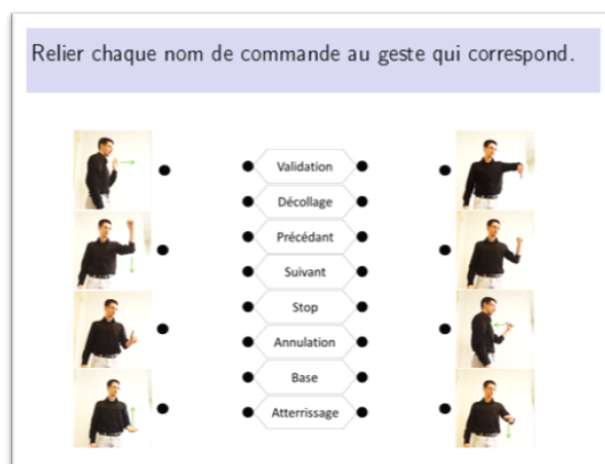 Relier chaque nom de commande au geste qui correspond.
Validation
Décollage
Précédant
Suivant
Stop
Annulation
Base
Atterrissage